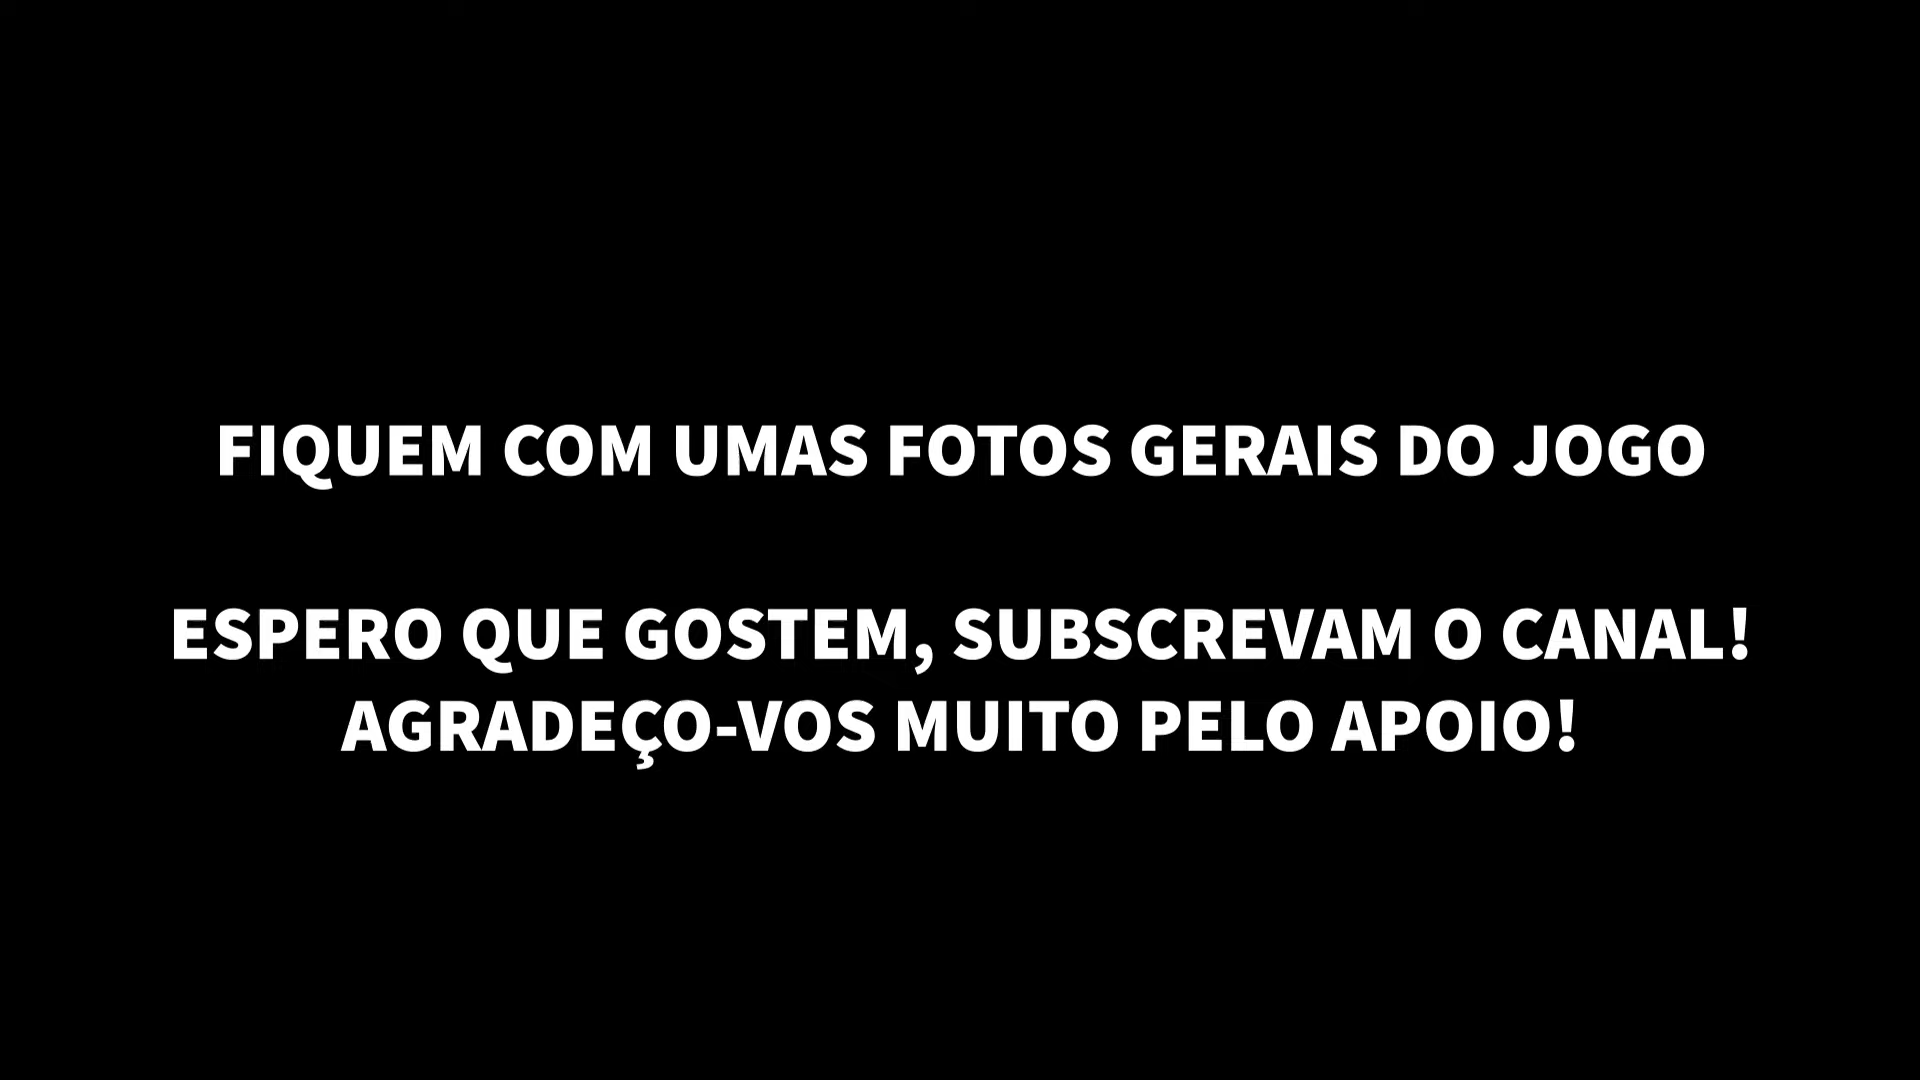 FIQUEM COM UMAS FOTOS GERAIS DO JOGO
ESPERO QUE GOSTEM, SUBSCREVAM O CANAL!
AGRADEÇO-VOS MUITO PELO APOIO!